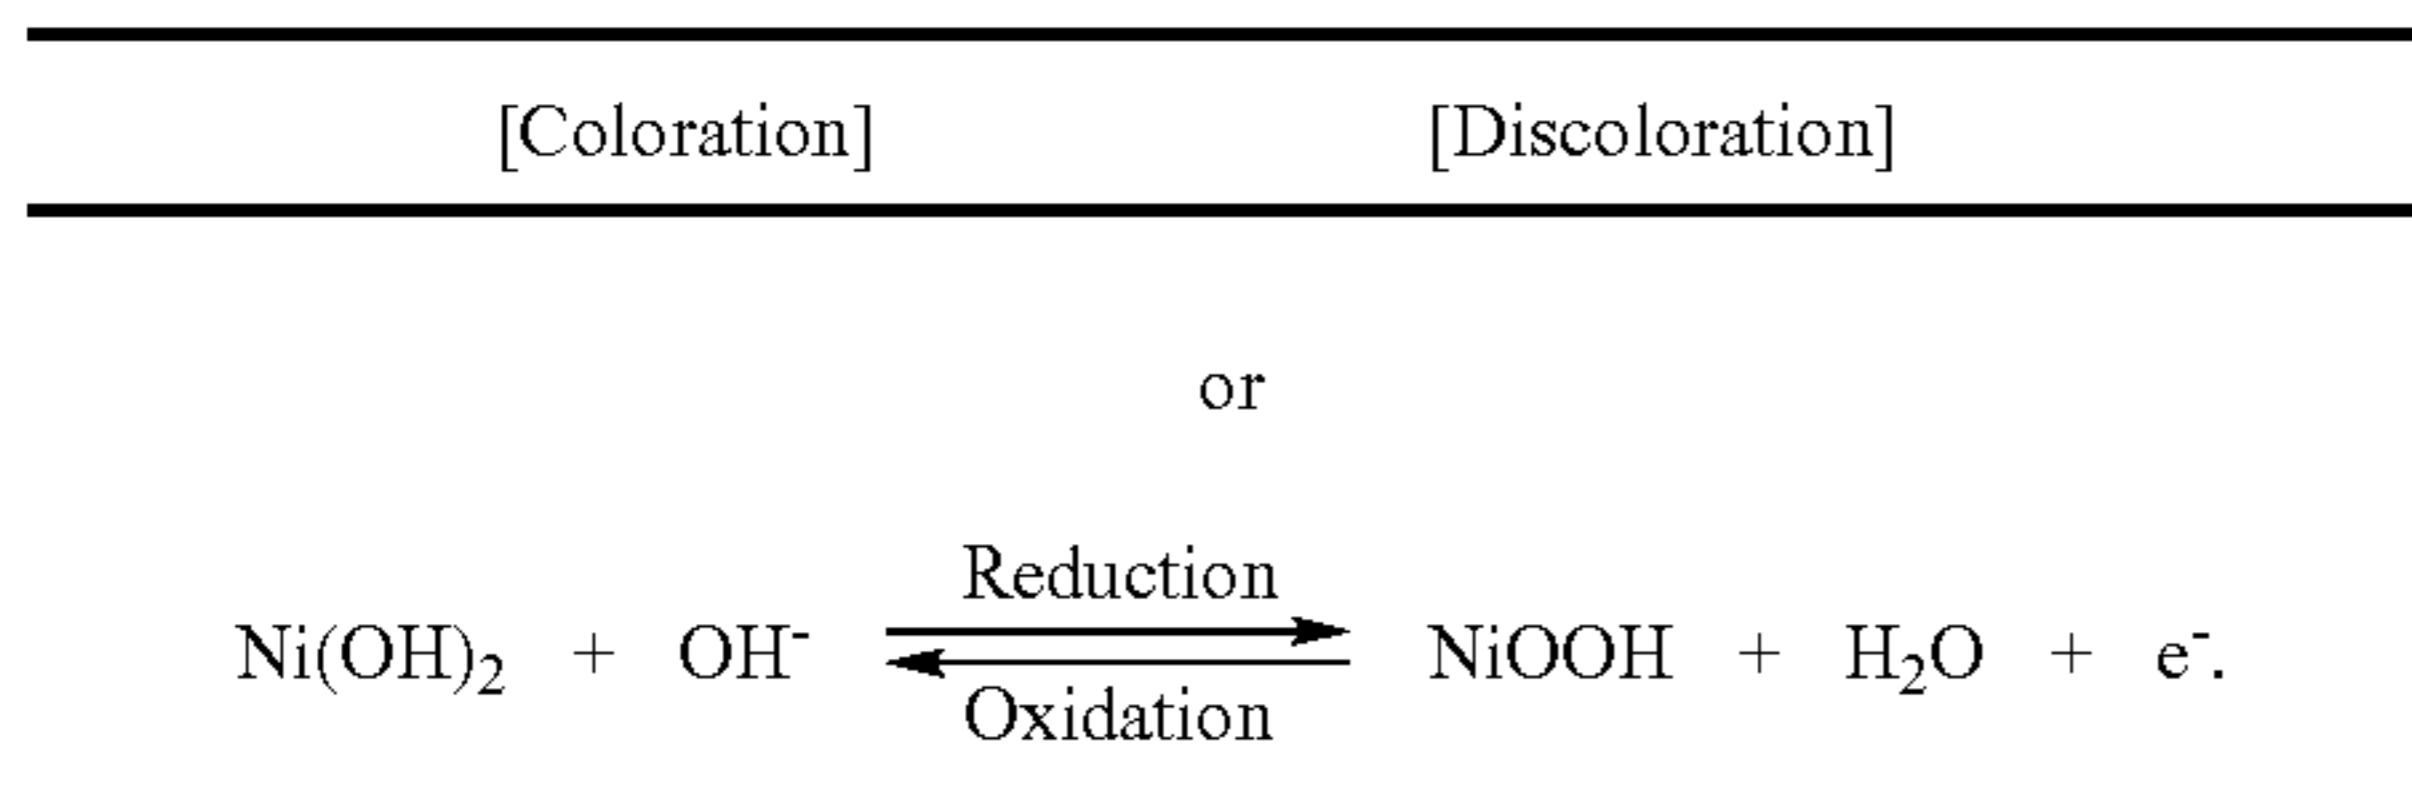 [Coloration] [Discoloration]
or
Reduction
Ni(OH)₂ + OH⁻ ⇌ NiOOH + H₂O + e⁻.
Oxidation